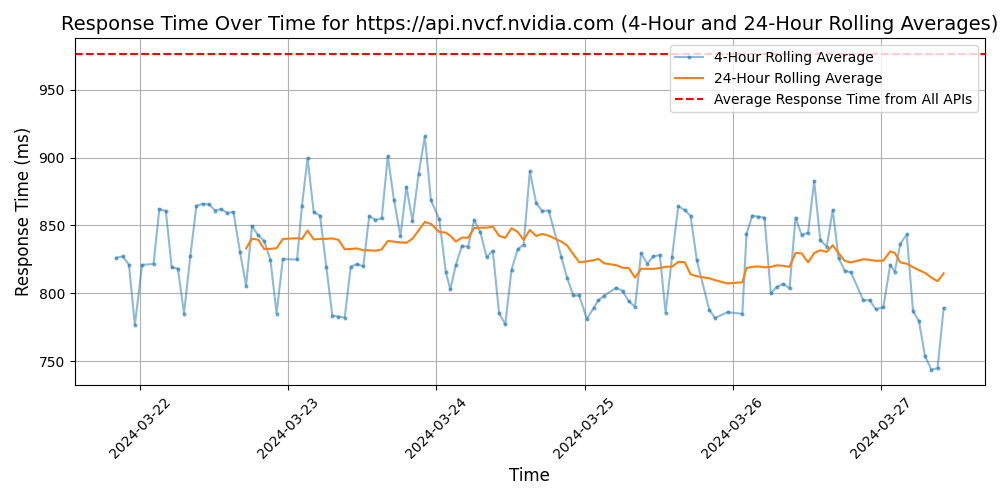 Response Time Over Time for https://api.nvcf.nvidia.com (4-Hour and 24-Hour Rolling Averages)
4-Hour Rolling Average
24-Hour Rolling Average
Average Response Time from All APIs
Response Time (ms)
950
900
850
800
750
2024-03-22
2024-03-23
2024-03-24
2024-03-25
2024-03-26
2024-03-27
Time